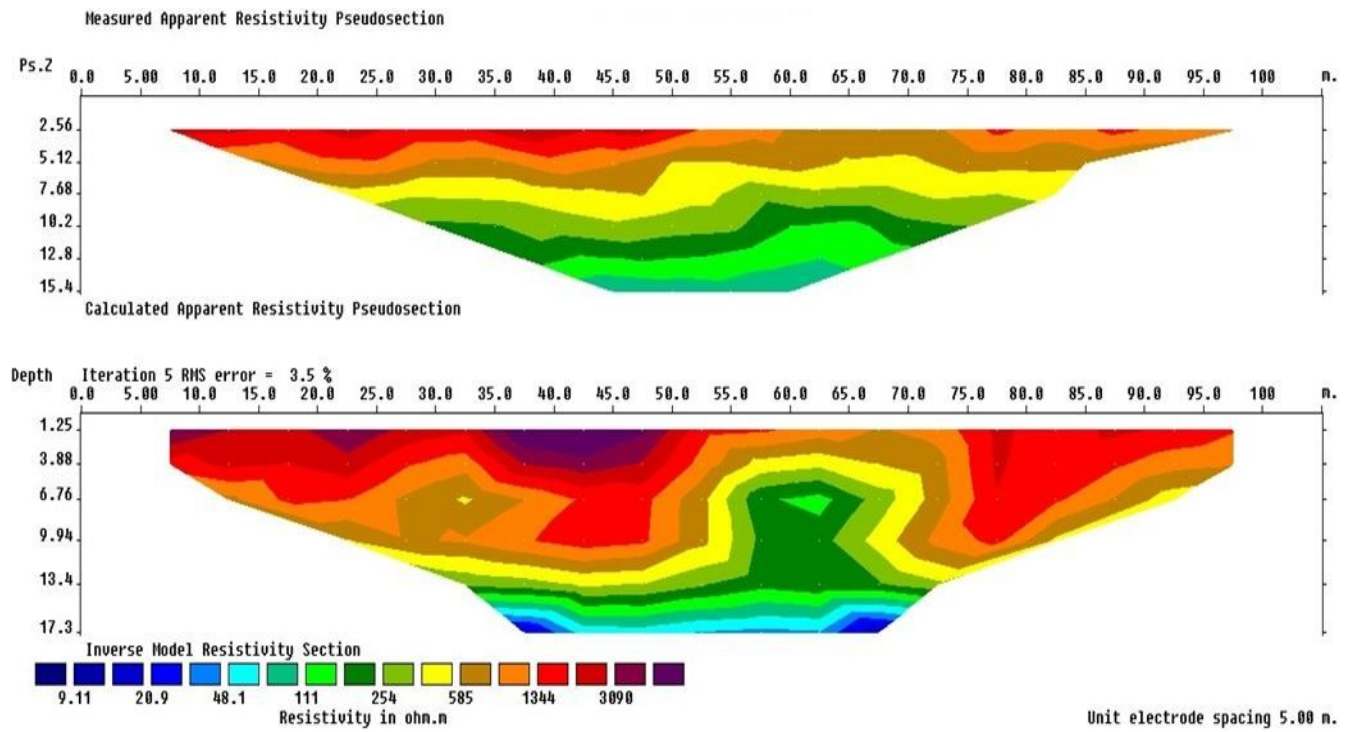 Measured Apparent Resistivity Pseudosection
Ps.Z 0.0 5.00 10.0 15.0 20.0 25.0 30.0 35.0 40.0 45.0 50.0 55.0 60.0 65.0 70.0 75.0 80.0 85.0 90.0 95.0 100 m.
2.56
5.12
7.68
10.2
12.8
15.4
Calculated Apparent Resistivity Pseudosection
Depth Iteration 5 RMS error = 3.5 %
0.0 5.00 10.0 15.0 20.0 25.0 30.0 35.0 40.0 45.0 50.0 55.0 60.0 65.0 70.0 75.0 80.0 85.0 90.0 95.0 100 m.
1.25
3.88
6.76
9.94
13.4
17.3
Inverse Model Resistivity Section
9.11 20.9 48.1 111 254 585 1344 3090
Resistivity in ohm.m
Unit electrode spacing 5.00 m.